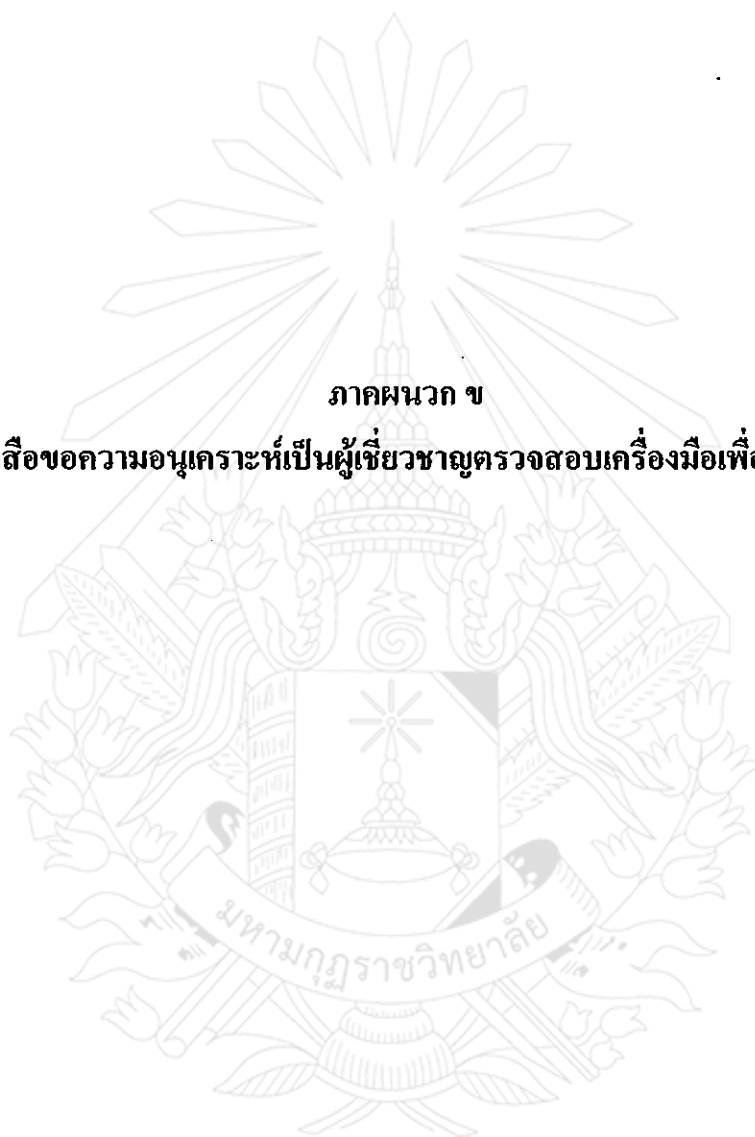 ภาคผนวก ข
สือขอความอนุเคราะห์เป็นผู้เชี่ยวชาญตรวจสอบเครื่องมือเพื่อ
มหามกุฏราชวิทยาลัย